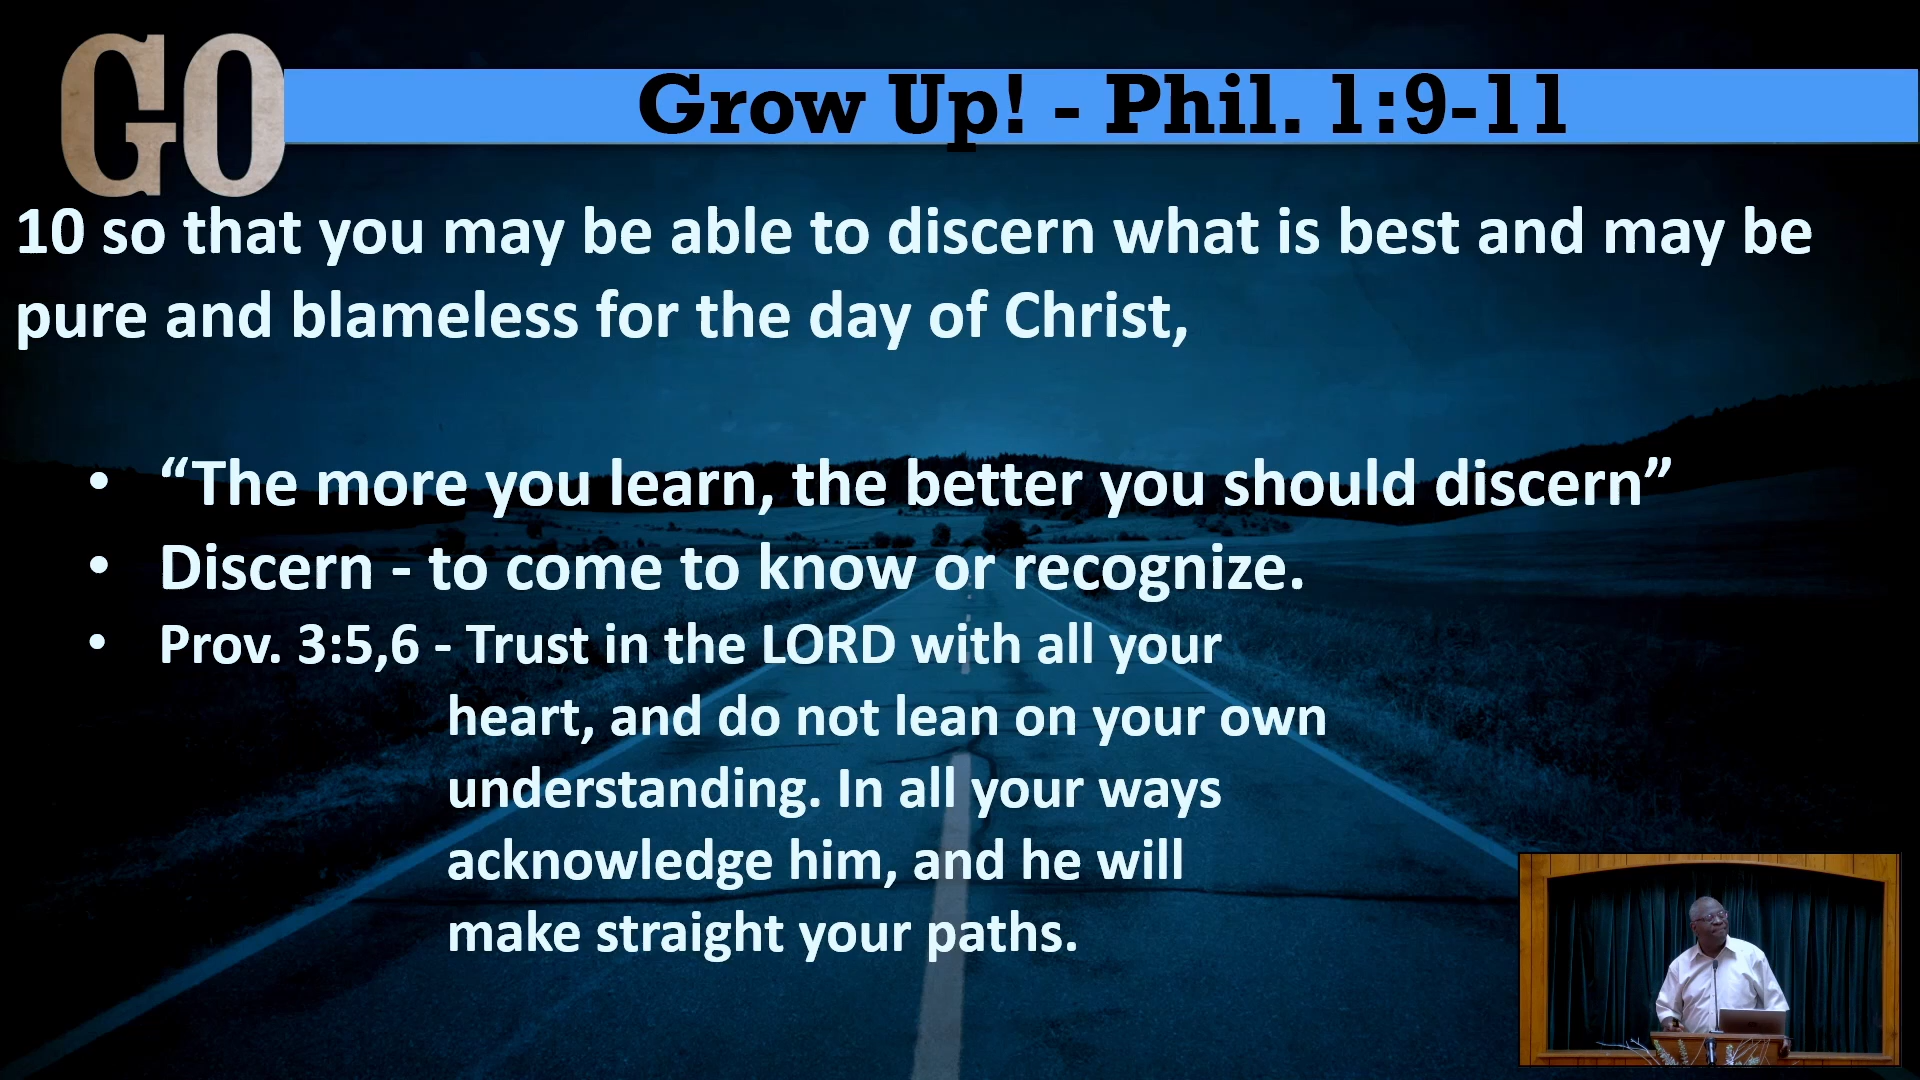 GO
Grow Up! - Phil. 1:9-11
10 so that you may be able to discern what is best and may be
pure and blameless for the day of Christ,
• “The more you learn, the better you should discern”
• Discern - to come to know or recognize.
• Prov. 3:5,6 - Trust in the LORD with all your
heart, and do not lean on your own
understanding. In all your ways
acknowledge him, and he will
make straight your paths.